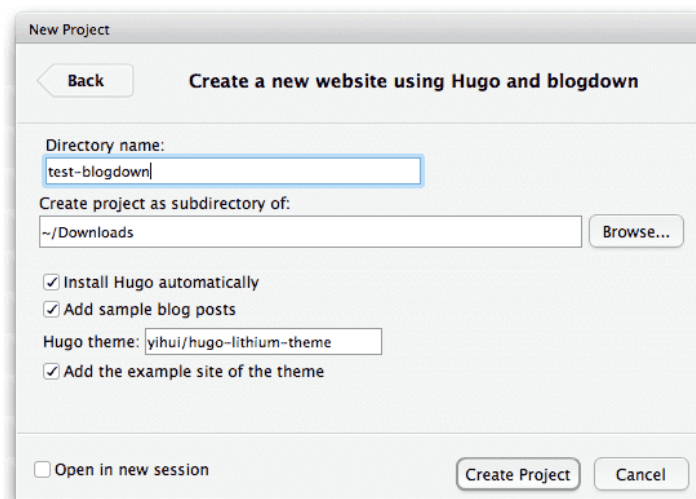 New Project
Back
Create a new website using Hugo and blogdown
Directory name:
test-blogdown
Create project as subdirectory of:
~/Downloads
Browse...
Install Hugo automatically
Add sample blog posts
Hugo theme: yihui/hugo-lithium-theme
Add the example site of the theme
Open in new session
Create Project
Cancel